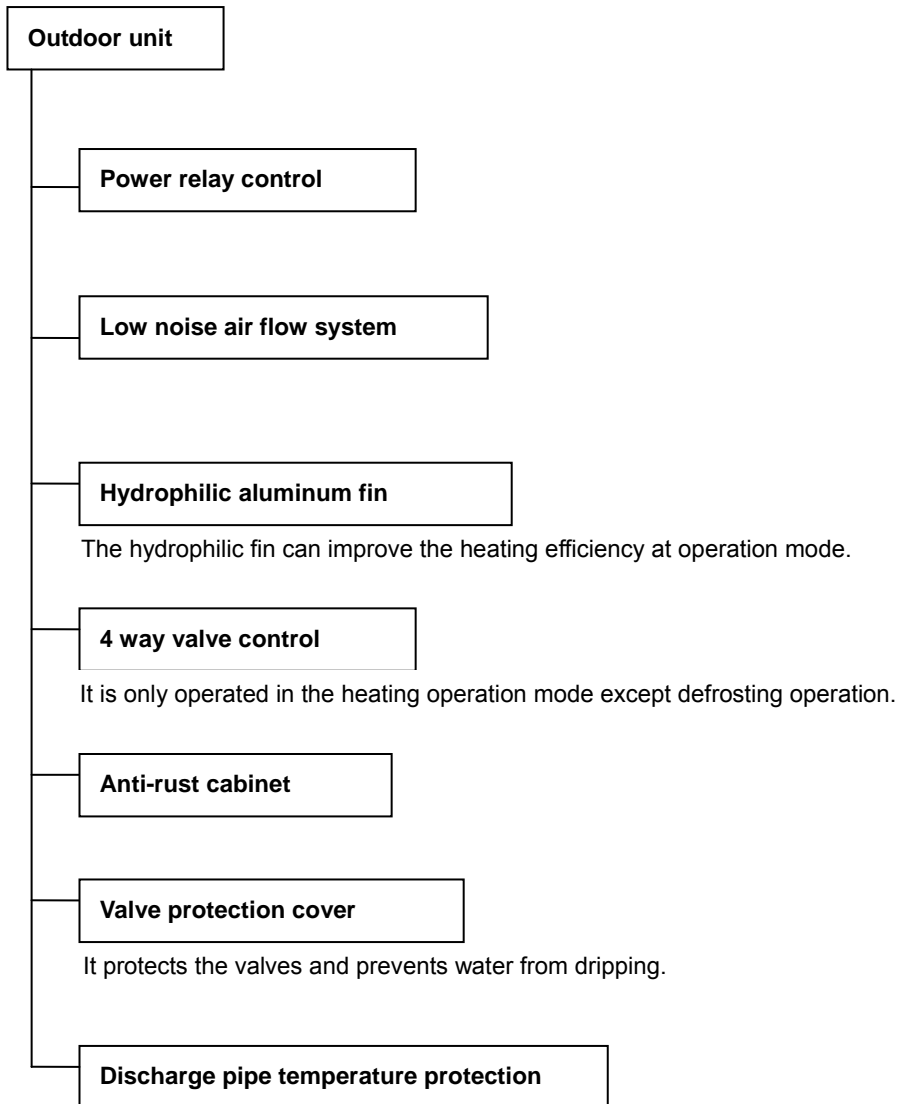 Outdoor unit
Power relay control
Low noise air flow system
Hydrophilic aluminum fin
The hydrophilic fin can improve the heating efficiency at operation mode.
4 way valve control
It is only operated in the heating operation mode except defrosting operation.
Anti-rust cabinet
Valve protection cover
It protects the valves and prevents water from dripping.
Discharge pipe temperature protection